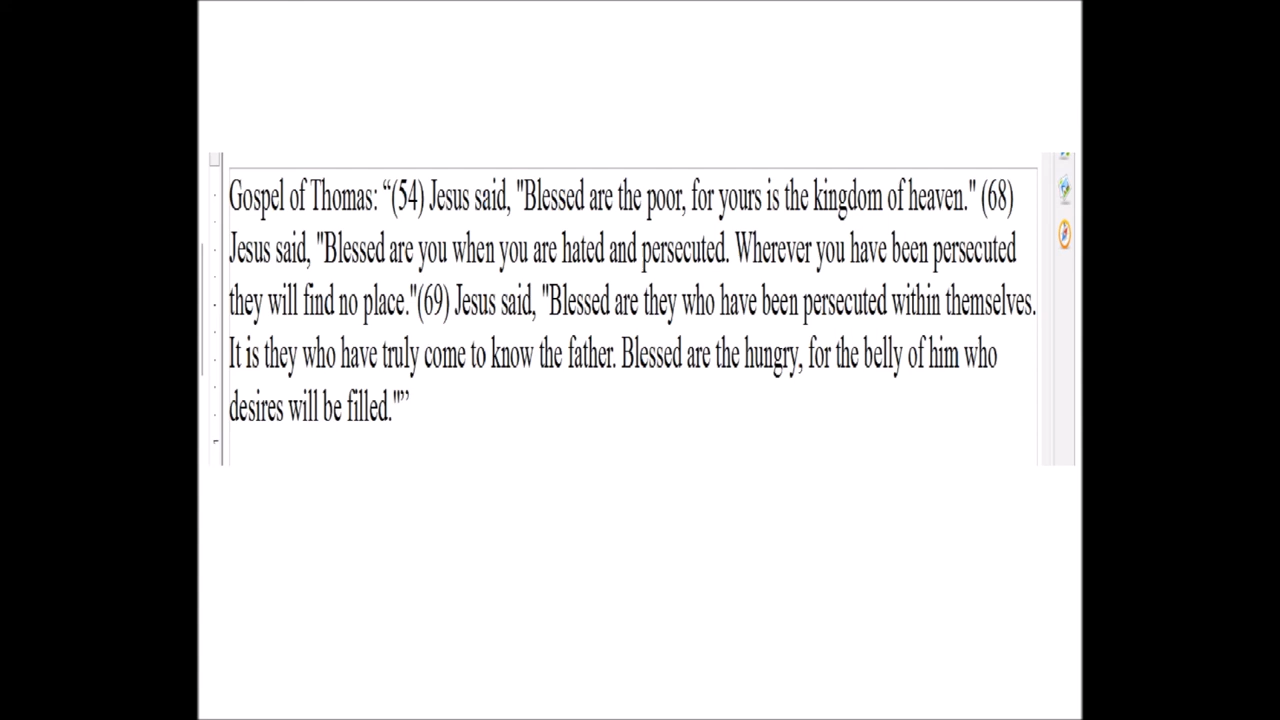 Gospel of Thomas: “(54) Jesus said, "Blessed are the poor, for yours is the kingdom of heaven." (68)
Jesus said, "Blessed are you when you are hated and persecuted. Wherever you have been persecuted
they will find no place."(69) Jesus said, "Blessed are they who have been persecuted within themselves.
It is they who have truly come to know the father. Blessed are the hungry, for the belly of him who
desires will be filled."”